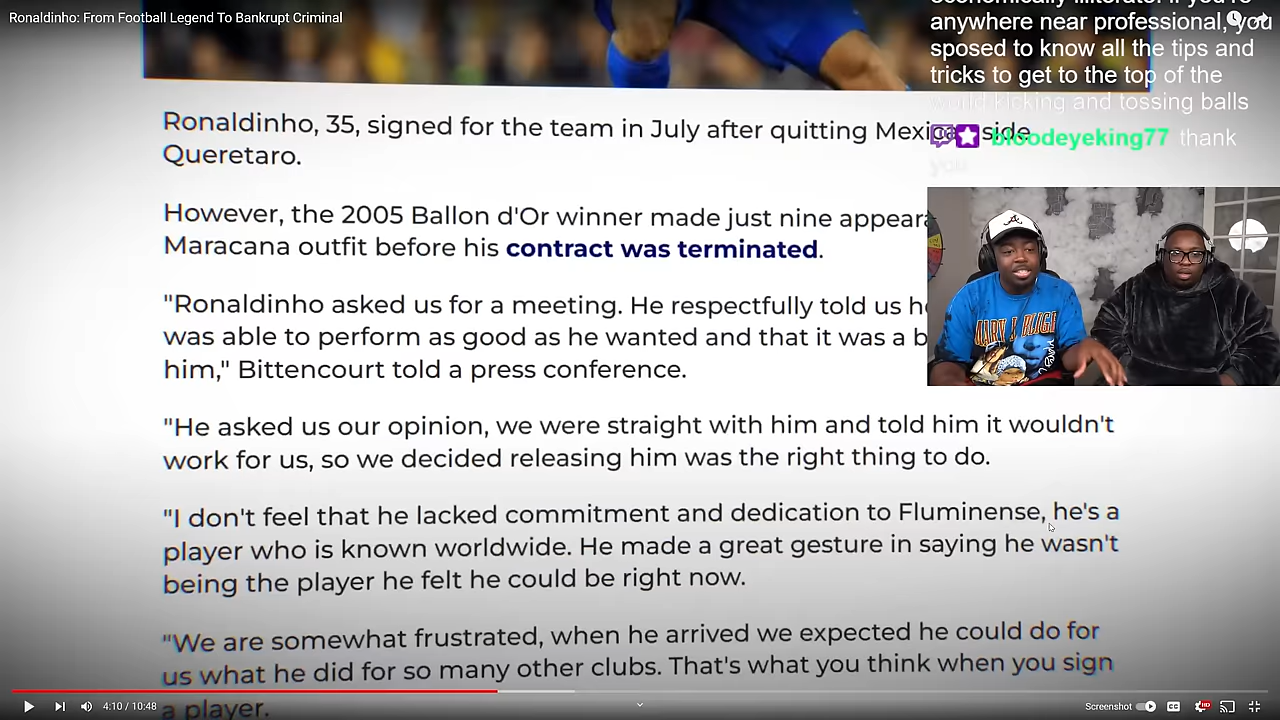 Ronaldinho: From Football Legend To Bankrupt Criminal
anywhere near professional, you
sposed to know all the tips and
tricks to get to the top of the
world kicking and tossing balls
bloodeyeking77 thank
you
Ronaldinho, 35, signed for the team in July after quitting Mexican side
Queretaro.
However, the 2005 Ballon d'Or winner made just nine
Maracana outfit before his contract was terminated.
"Ronaldinho asked us for a meeting. He respectfully told us
was able to perform as good as he wanted and that it was a
him," Bittencourt told a press conference.
"He asked us our opinion, we were straight with him and told him it wouldn't
work for us, so we decided releasing him was the right thing to do.
"I don't feel that he lacked commitment and dedication to Fluminense, he's a
player who is known worldwide. He made a great gesture in saying he wasn't
being the player he felt he could be right now.
"We are somewhat frustrated, when he arrived we expected he could do for
us what he did for so many other clubs. That's what you think when you sign
a player.
4:10 / 10:48
Screenshot
CC
HD